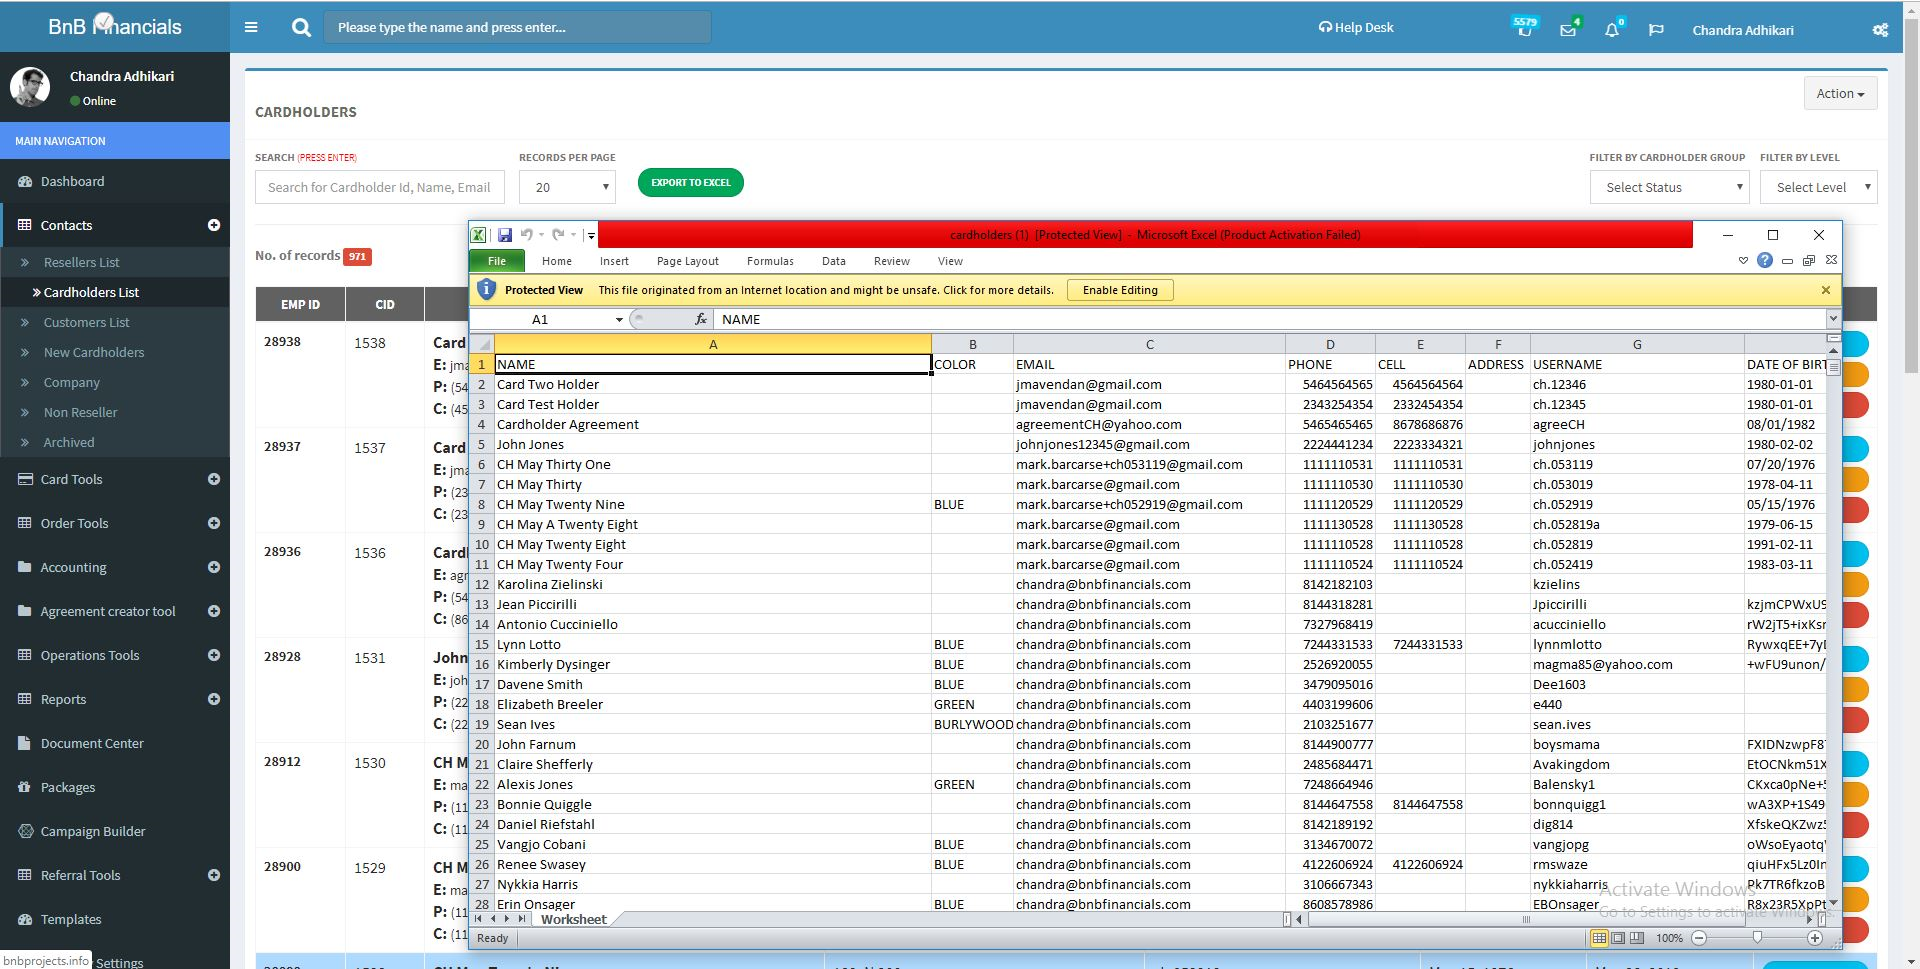 BnB Financials
Please type the name and press enter...
Help Desk
5579
4
0
Chandra Adhikari
Chandra Adhikari
Online
MAIN NAVIGATION
Dashboard
Contacts
Resellers List
Cardholders List
Customers List
New Cardholders
Company
Non Reseller
Archived
Card Tools
Order Tools
Accounting
Agreement creator tool
Operations Tools
Reports
Document Center
Packages
Campaign Builder
Referral Tools
Templates
Settings
bnbprojects.info
CARDHOLDERS
Action
SEARCH (PRESS ENTER)
RECORDS PER PAGE
FILTER BY CARDHOLDER GROUP
FILTER BY LEVEL
Search for Cardholder Id, Name, Email
20
EXPORT TO EXCEL
Select Status
Select Level
No. of records 971
EMP ID CID
28938 1538 Card
E: jma
P: (54
C: (45
28937 1537 Card
E: jma
P: (23
C: (23
28936 1536 Card
E: agr
P: (54
C: (86
28928 1531 John
E: joh
P: (22
C: (22
28912 1530 CH M
E: ma
P: (11
C: (11
28900 1529 CH M
E: ma
P: (11
C: (11
cardholders (1) [Protected View] - Microsoft Excel (Product Activation Failed)
File Home Insert Page Layout Formulas Data Review View
Protected View This file originated from an Internet location and might be unsafe. Click for more details. Enable Editing
A1 fx NAME
A B C D E F G
1 NAME COLOR EMAIL PHONE CELL ADDRESS USERNAME DATE OF BIRT
2 Card Two Holder jmavendan@gmail.com 5464564565 4564564564 ch.12346 1980-01-01
3 Card Test Holder jmavendan@gmail.com 2343254354 2332454354 ch.12345 1980-01-01
4 Cardholder Agreement agreementCH@yahoo.com 5465465465 8678686876 agreeCH 08/01/1982
5 John Jones johnjones12345@gmail.com 2224441234 2223334321 johnjones 1980-02-02
6 CH May Thirty One mark.barcarse+ch053119@gmail.com 1111110531 1111110531 ch.053119 07/20/1976
7 CH May Thirty mark.barcarse@gmail.com 1111110530 1111110530 ch.053019 1978-04-11
8 CH May Twenty Nine BLUE mark.barcarse+ch052919@gmail.com 1111120529 1111120529 ch.052919 05/15/1976
9 CH May A Twenty Eight mark.barcarse@gmail.com 1111130528 1111130528 ch.052819a 1979-06-15
10 CH May Twenty Eight mark.barcarse@gmail.com 1111110528 1111110528 ch.052819 1991-02-11
11 CH May Twenty Four mark.barcarse@gmail.com 1111110524 1111110524 ch.052419 1983-03-11
12 Karolina Zielinski chandra@bnbfinancials.com 8142182103 kzielins
13 Jean Piccirilli chandra@bnbfinancials.com 8144318281 Jpiccirilli kzjmCPWxU9
14 Antonio Cucciniello chandra@bnbfinancials.com 7327968419 acucciniello rW2jT5+ixKsr
15 Lynn Lotto BLUE chandra@bnbfinancials.com 7244331533 7244331533 lynnmlotto RywxqEE+7yI
16 Kimberly Dysinger BLUE chandra@bnbfinancials.com 2526920055 magma85@yahoo.com +wFU9unon/
17 Davene Smith BLUE chandra@bnbfinancials.com 3479095016 Dee1603
18 Elizabeth Breeler GREEN chandra@bnbfinancials.com 4403199606 e440
19 Sean Ives BURLYWOOD chandra@bnbfinancials.com 2103251677 sean.ives
20 John Farnum chandra@bnbfinancials.com 8144900777 boysmama FXIDNzwpF8
21 Claire Shefferly chandra@bnbfinancials.com 2485684471 Avakingdom EtOCNkm51X
22 Alexis Jones GREEN chandra@bnbfinancials.com 7248664946 Balensky1 CKxca0pNe+
23 Bonnie Quiggle chandra@bnbfinancials.com 8144647558 8144647558 bonnquigg1 wA3XP+1S49
24 Daniel Riefstahl chandra@bnbfinancials.com 8142189192 dig814 XfskeQKZwz
25 Vangjo Cobani BLUE chandra@bnbfinancials.com 3134670072 vangjopg oWsoEyaotq
26 Renee Swasey BLUE chandra@bnbfinancials.com 4122606924 4122606924 rmswaze qiuHFx5Lz0In
27 Nykkia Harris chandra@bnbfinancials.com 3106667343 nykkiaharris Pk7TR6fkzoB
28 Erin Onsager BLUE chandra@bnbfinancials.com 8608578986 EBOnsager R8x23R5XpPt
Activate Windows
Go to Settings to activate Windows.
Worksheet
Ready 100%